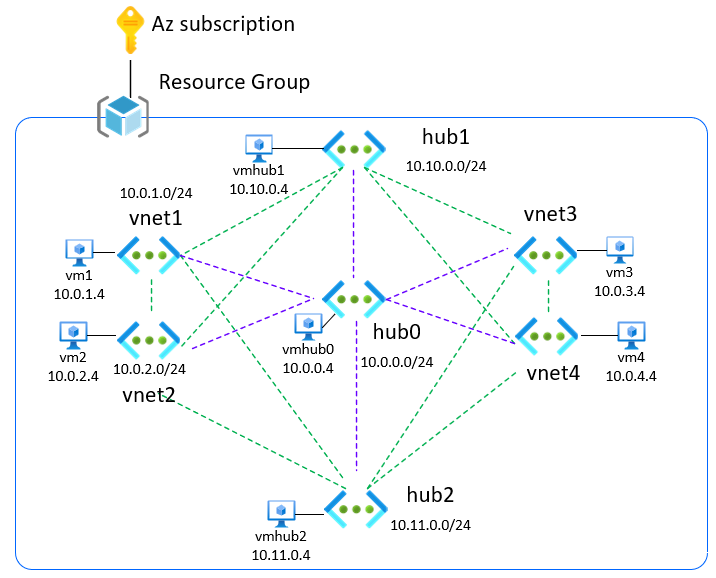 Az subscription
Resource Group
hub1
10.10.0.0/24
vmhub1
10.10.0.4
10.0.1.0/24
vnet1
vm1
10.0.1.4
vnet3
vm3
10.0.3.4
vm2
10.0.2.4
10.0.2.0/24
vnet2
vmhub0
10.0.0.4
hub0
10.0.0.0/24
vnet4
vm4
10.0.4.4
hub2
10.11.0.0/24
vmhub2
10.11.0.4